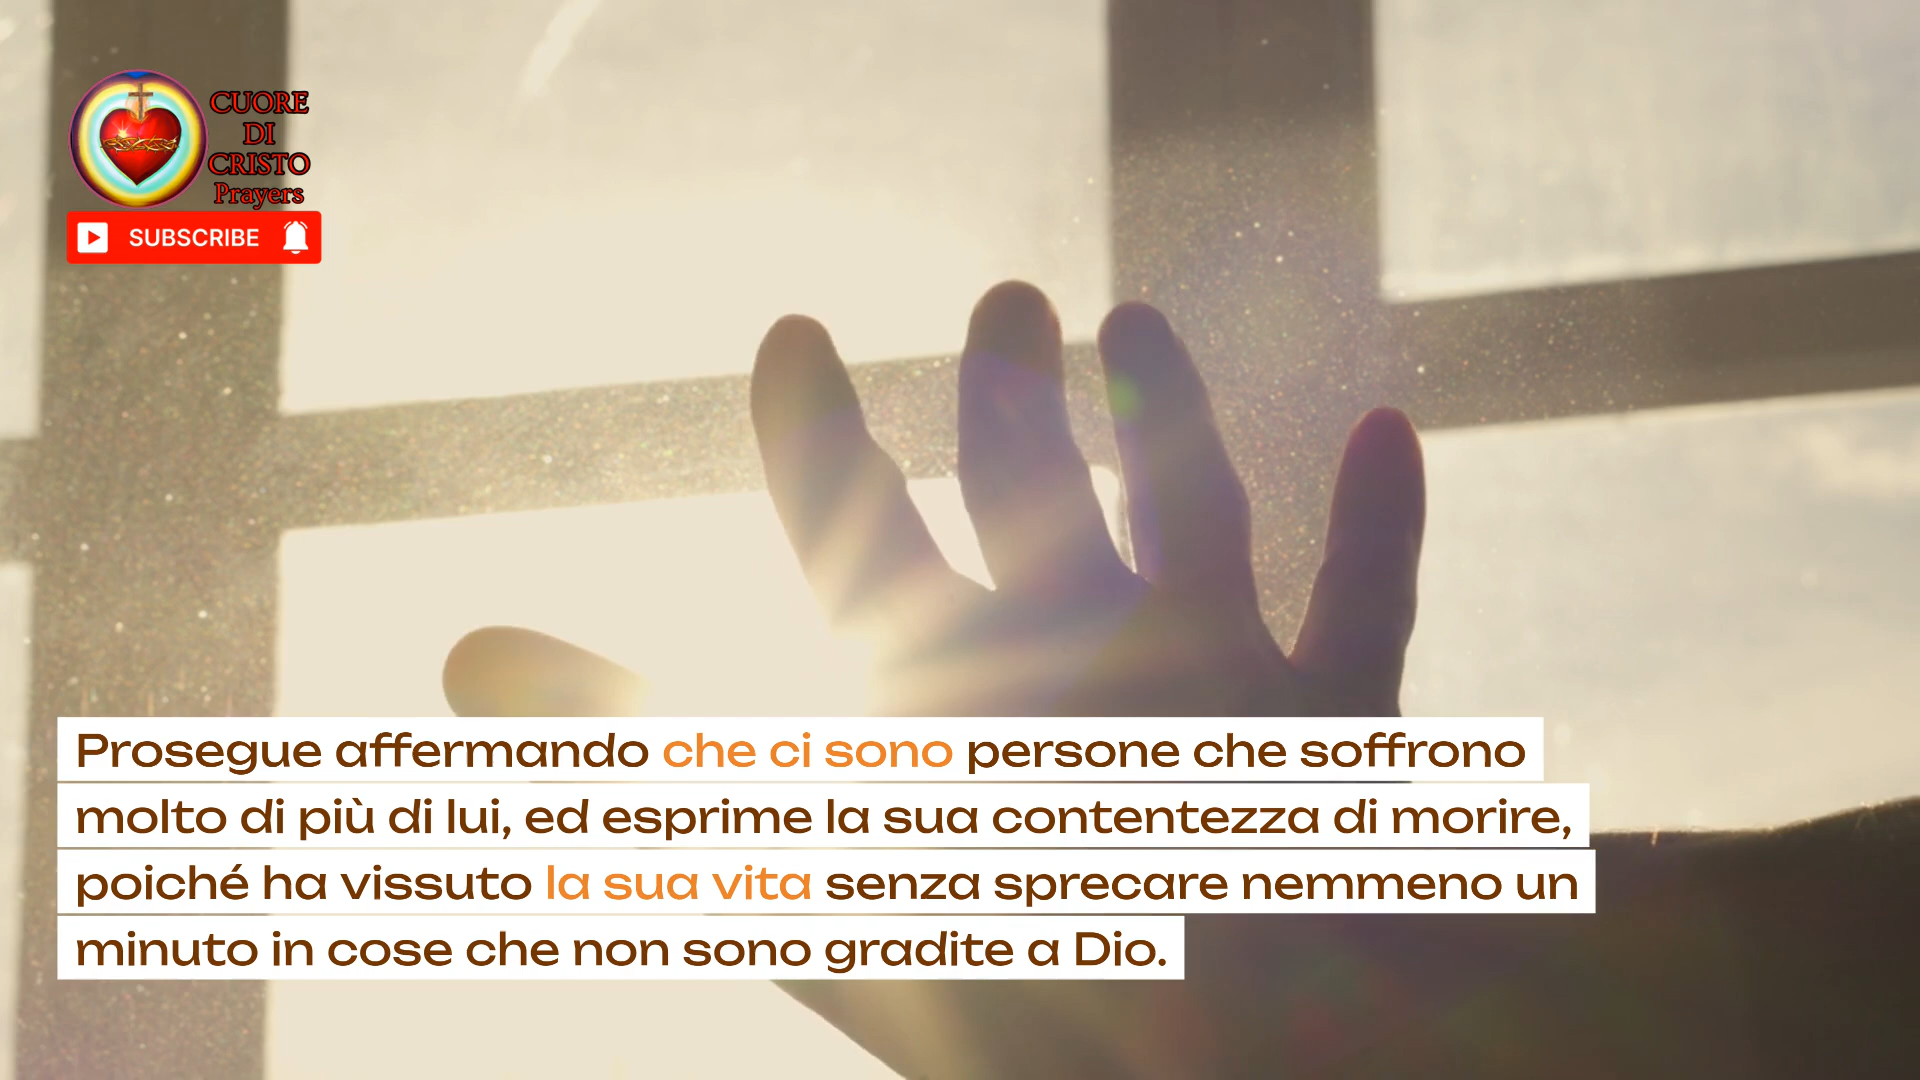 CUORE
DI
CRISTO
Prayers
SUBSCRIBE
Prosegue affermando che ci sono persone che soffrono
molto di più di lui, ed esprime la sua contentezza di morire,
poiché ha vissuto la sua vita senza sprecare nemmeno un
minuto in cose che non sono gradite a Dio.